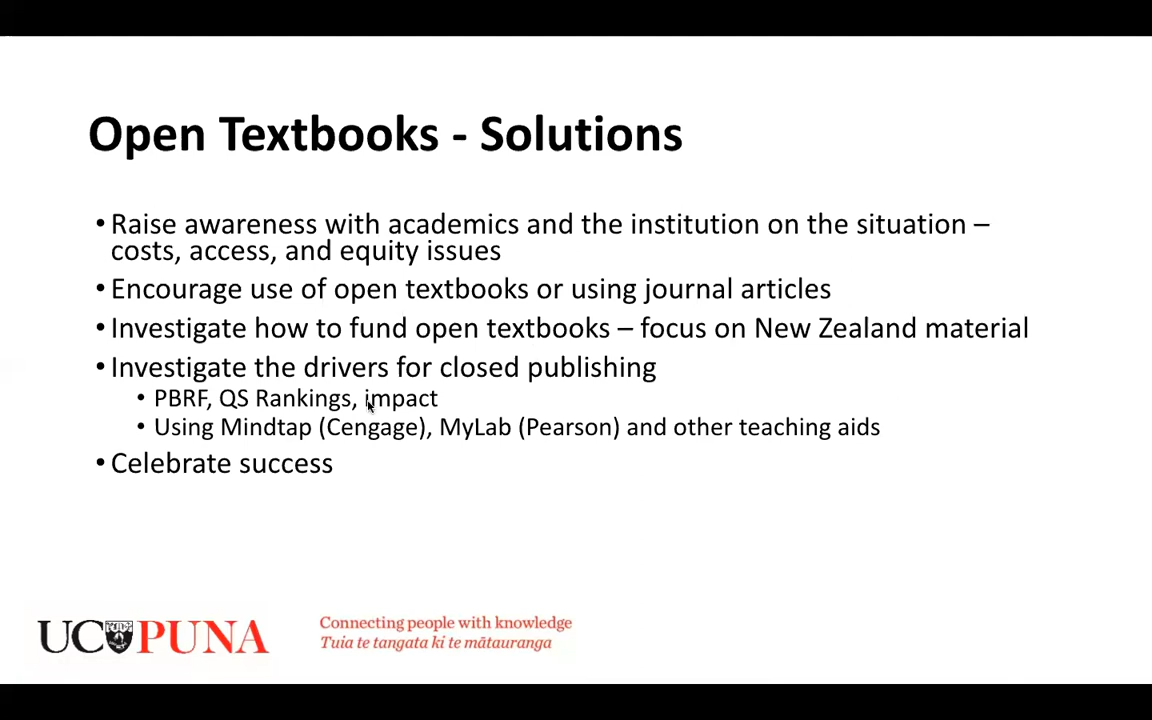 Open Textbooks - Solutions
• Raise awareness with academics and the institution on the situation –
costs, access, and equity issues
• Encourage use of open textbooks or using journal articles
• Investigate how to fund open textbooks – focus on New Zealand material
• Investigate the drivers for closed publishing
• PBRF, QS Rankings, impact
• Using Mindtap (Cengage), MyLab (Pearson) and other teaching aids
• Celebrate success
UC PUNA
Connecting people with knowledge
Tuia te tangata ki te mātauranga